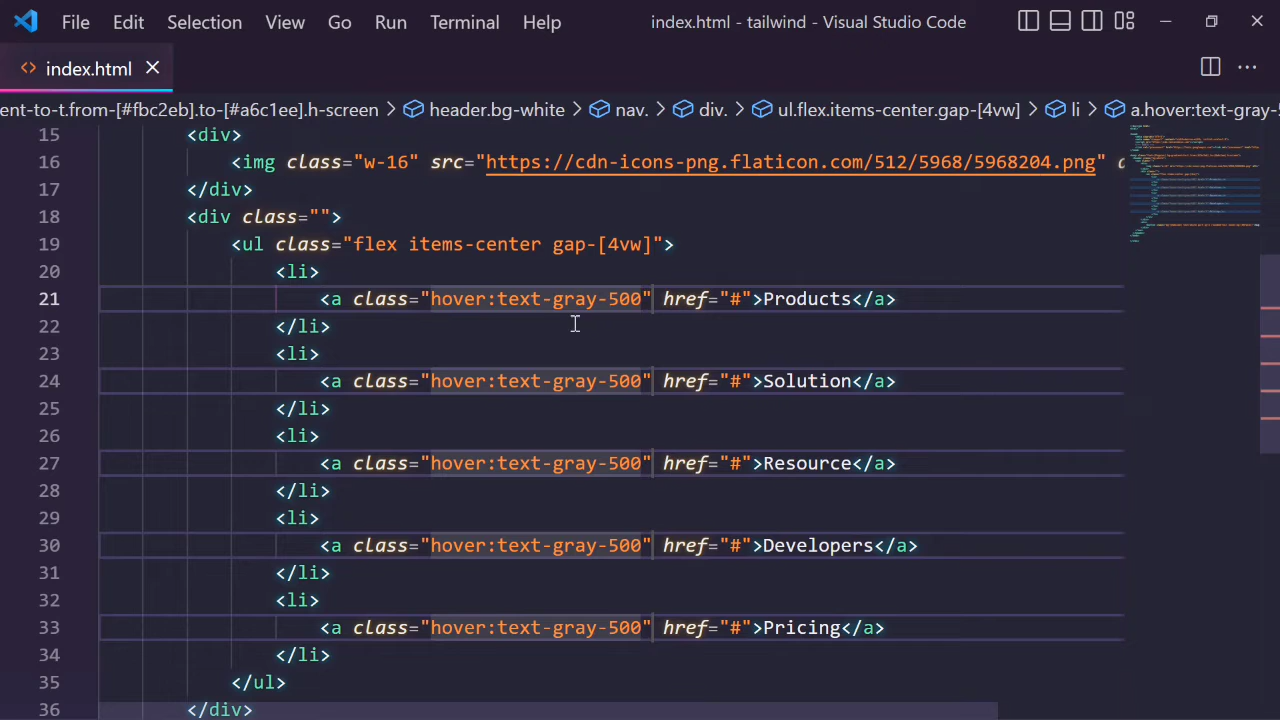 File Edit Selection View Go Run Terminal Help index.html - tailwind - Visual Studio Code
index.html
ent-to-t.from-[#fbc2eb].to-[#a6c1ee].h-screen > header.bg-white > nav. > div. > ul.flex.items-center.gap-[4vw] > li > a.hover:text-gray-5
15 <div>
16 <img class="w-16" src="https://cdn-icons-png.flaticon.com/512/5968/5968204.png"
17 </div>
18 <div class="">
19 <ul class="flex items-center gap-[4vw]">
20 <li>
21 <a class="hover:text-gray-500" href="#">Products</a>
22 </li>
23 <li>
24 <a class="hover:text-gray-500" href="#">Solution</a>
25 </li>
26 <li>
27 <a class="hover:text-gray-500" href="#">Resource</a>
28 </li>
29 <li>
30 <a class="hover:text-gray-500" href="#">Developers</a>
31 </li>
32 <li>
33 <a class="hover:text-gray-500" href="#">Pricing</a>
34 </li>
35 </ul>
36 </div>